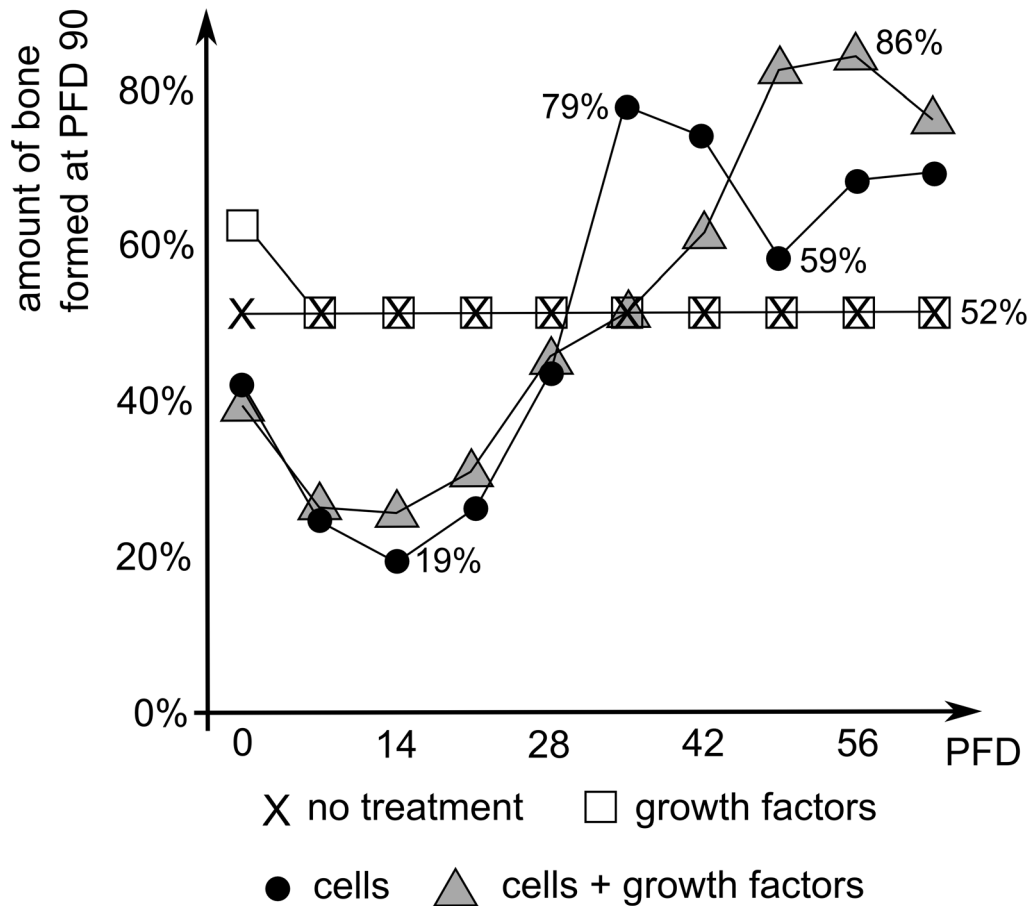 amount of bone
formed at PFD 90
80%
60%
40%
20%
0%
79%
86%
59%
52%
19%
0 14 28 42 56 PFD
X no treatment growth factors
cells cells + growth factors